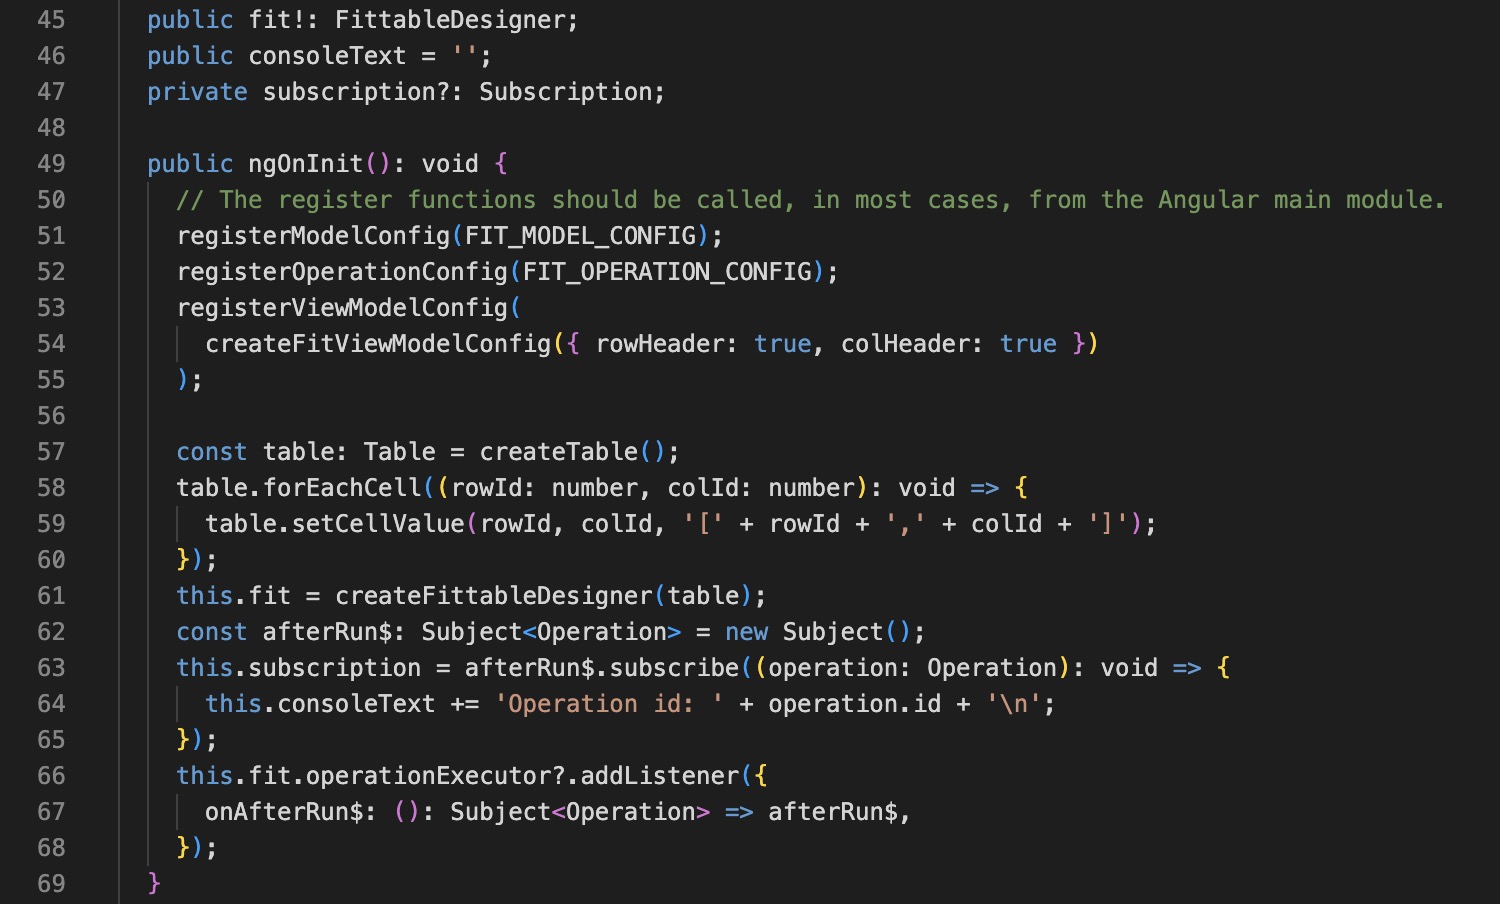 45 public fit!: FittableDesigner;
46 public consoleText = '';
47 private subscription?: Subscription;
48
49 public ngOnInit(): void {
50 // The register functions should be called, in most cases, from the Angular main module.
51 registerModelConfig(FIT_MODEL_CONFIG);
52 registerOperationConfig(FIT_OPERATION_CONFIG);
53 registerViewModelConfig(
54 createFitViewModelConfig({ rowHeader: true, colHeader: true })
55 );
56
57 const table: Table = createTable();
58 table.forEachCell((rowId: number, colId: number): void => {
59 table.setCellValue(rowId, colId, '[' + rowId + ',' + colId + ']');
60 });
61 this.fit = createFittableDesigner(table);
62 const afterRun$: Subject<Operation> = new Subject();
63 this.subscription = afterRun$.subscribe((operation: Operation): void => {
64 this.consoleText += 'Operation id: ' + operation.id + '\n';
65 });
66 this.fit.operationExecutor?.addListener({
67 onAfterRun$: (): Subject<Operation> => afterRun$,
68 });
69 }